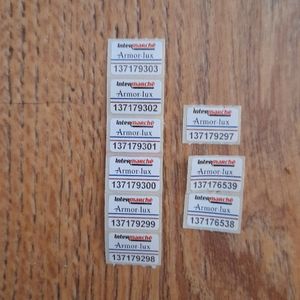 Intermarché
Armor·lux
137179303
Intermarché
Armor·lux
137179302
Intermarché
Armor·lux
137179301
Intermarché
Armor·lux
137179300
Intermarché
Armor·lux
137179299
Intermarché
Armor·lux
137179298
Intermarché
Armor·lux
137179297
Intermarché
Armor·lux
137176539
Intermarché
Armor·lux
137176538